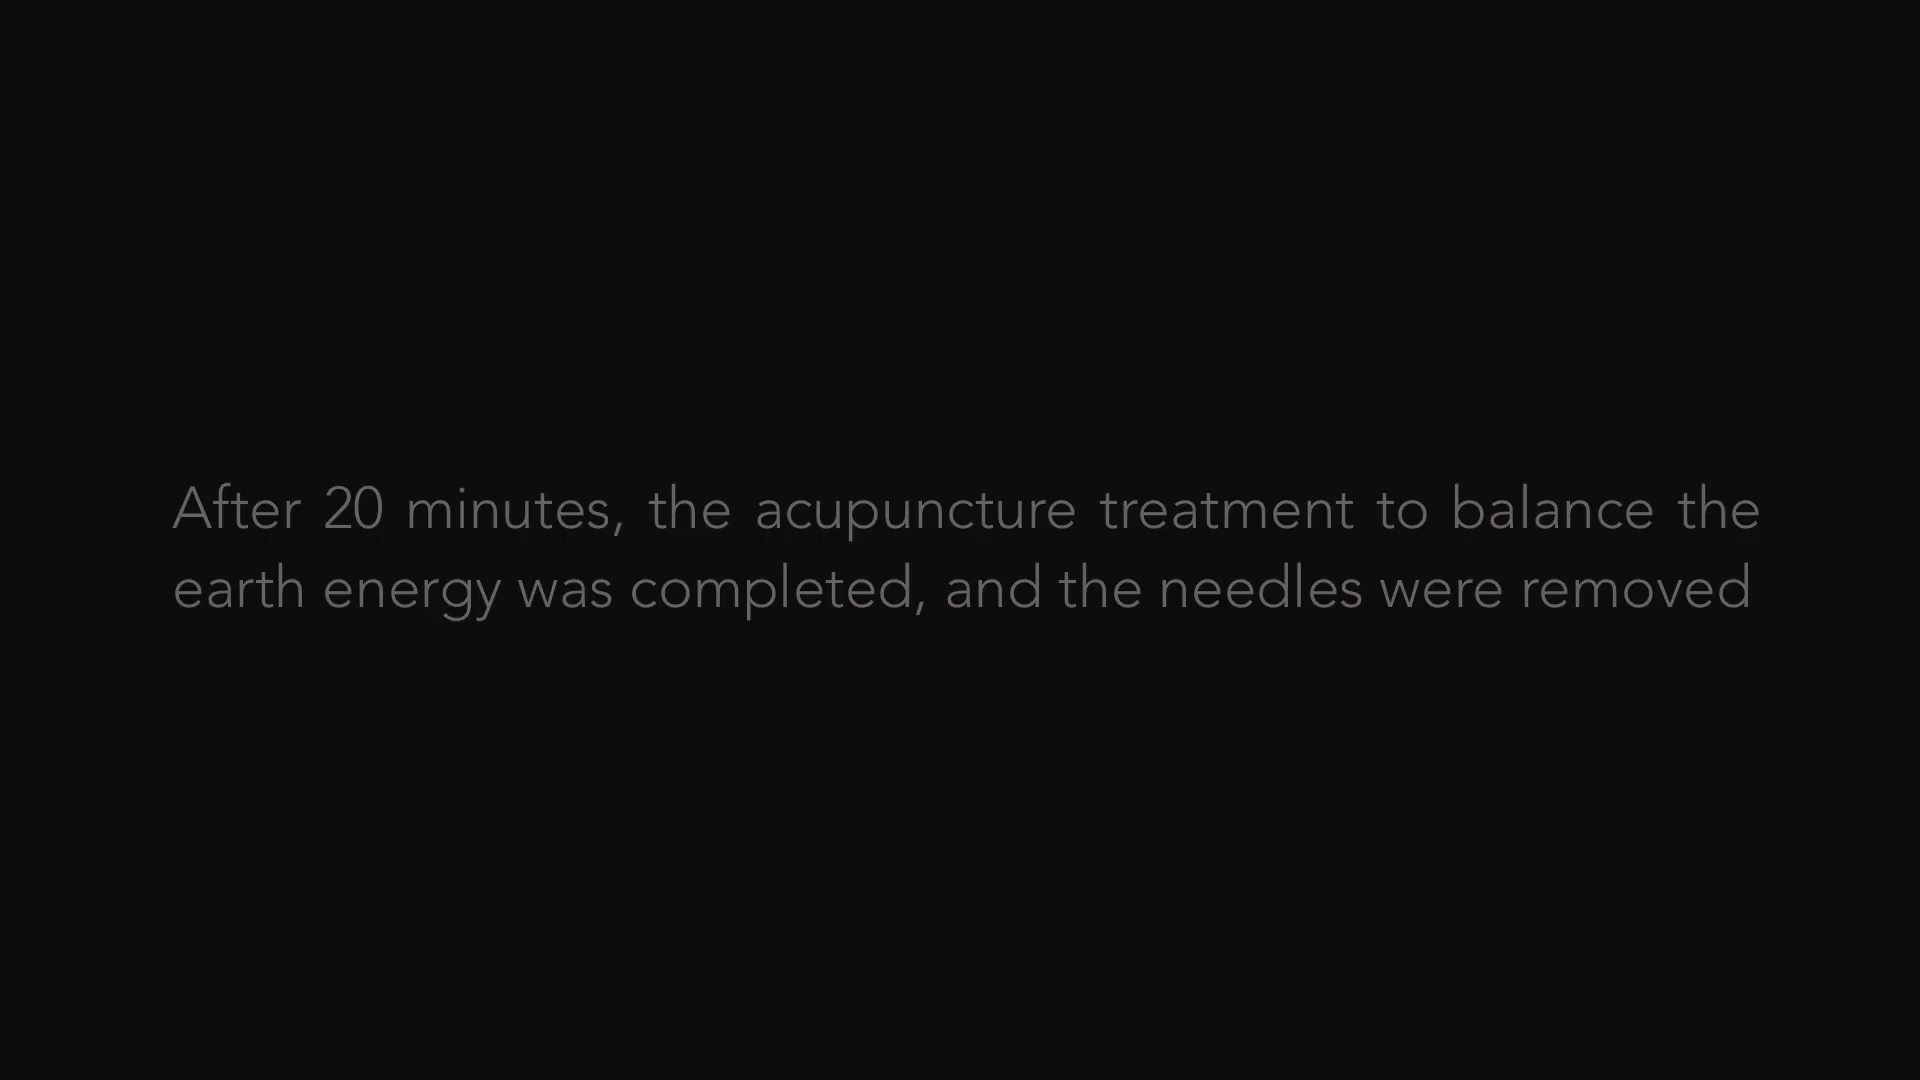 After 20 minutes, the acupuncture treatment to balance the
earth energy was completed, and the needles were removed